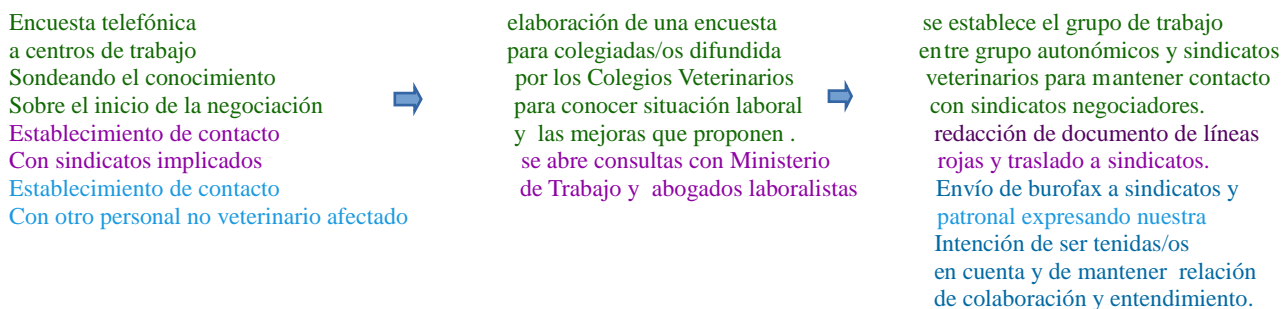 Encuesta telefónica
a centros de trabajo
Sondeando el conocimiento
Sobre el inicio de la negociación
Establecimiento de contacto
Con sindicatos implicados
Establecimiento de contacto
Con otro personal no veterinario afectado
elaboración de una encuesta
para colegiadas/os difundida
por los Colegios Veterinarios
para conocer situación laboral
y las mejoras que proponen .
se abre consultas con Ministerio
de Trabajo y abogados laboralistas
se establece el grupo de trabajo
entre grupo autonómicos y sindicatos
veterinarios para mantener contacto
con sindicatos negociadores.
redacción de documento de líneas
rojas y traslado a sindicatos.
Envío de burofax a sindicatos y
patronal expresando nuestra
Intención de ser tenidas/os
en cuenta y de mantener relación
de colaboración y entendimiento.